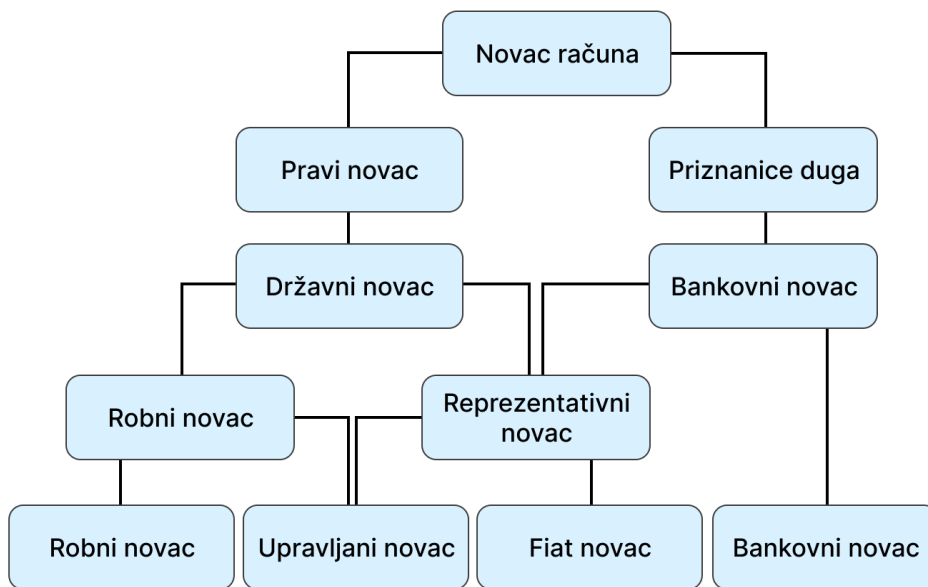 Novac računa
Pravi novac
Priznanice duga
Državni novac
Bankovni novac
Robni novac
Reprezentativni
novac
Robni novac
Upravljani novac
Fiat novac
Bankovni novac